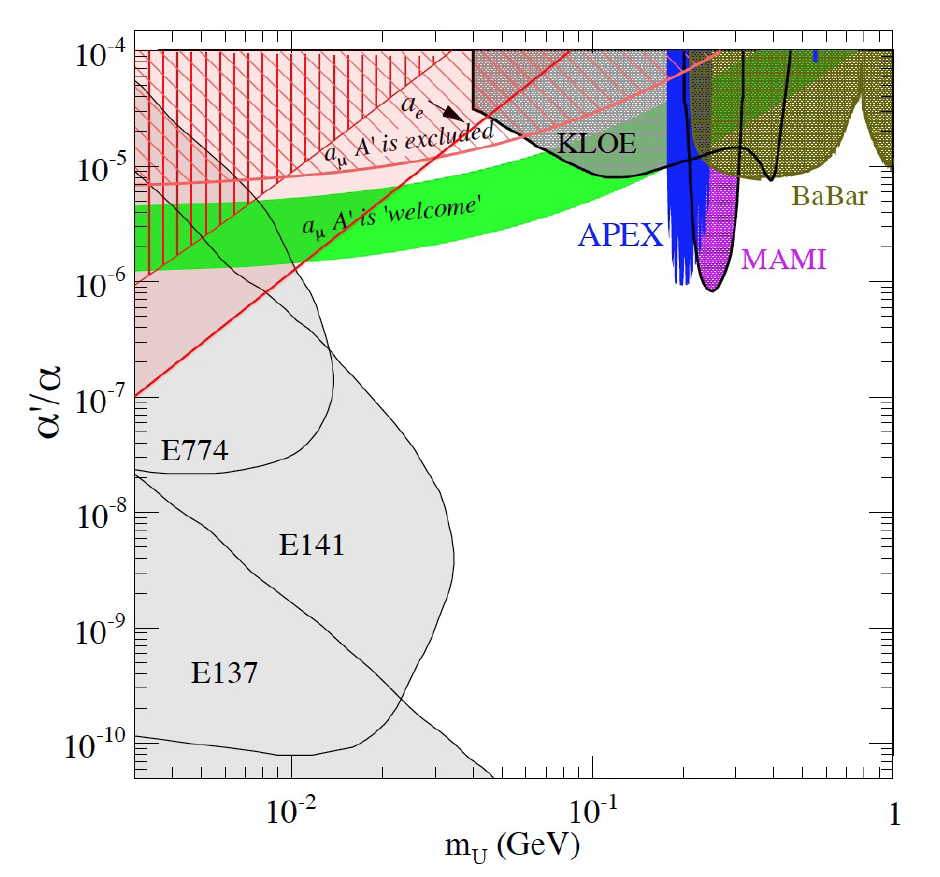 10⁻⁴
10⁻⁵
10⁻⁶
10⁻⁷
10⁻⁸
10⁻⁹
10⁻¹⁰
α'/α
aₑ
a_μ A' is excluded
KLOE
a_μ A' is 'welcome'
BaBar
APEX
MAMI
E774
E141
E137
10⁻²
10⁻¹
1
m_U (GeV)